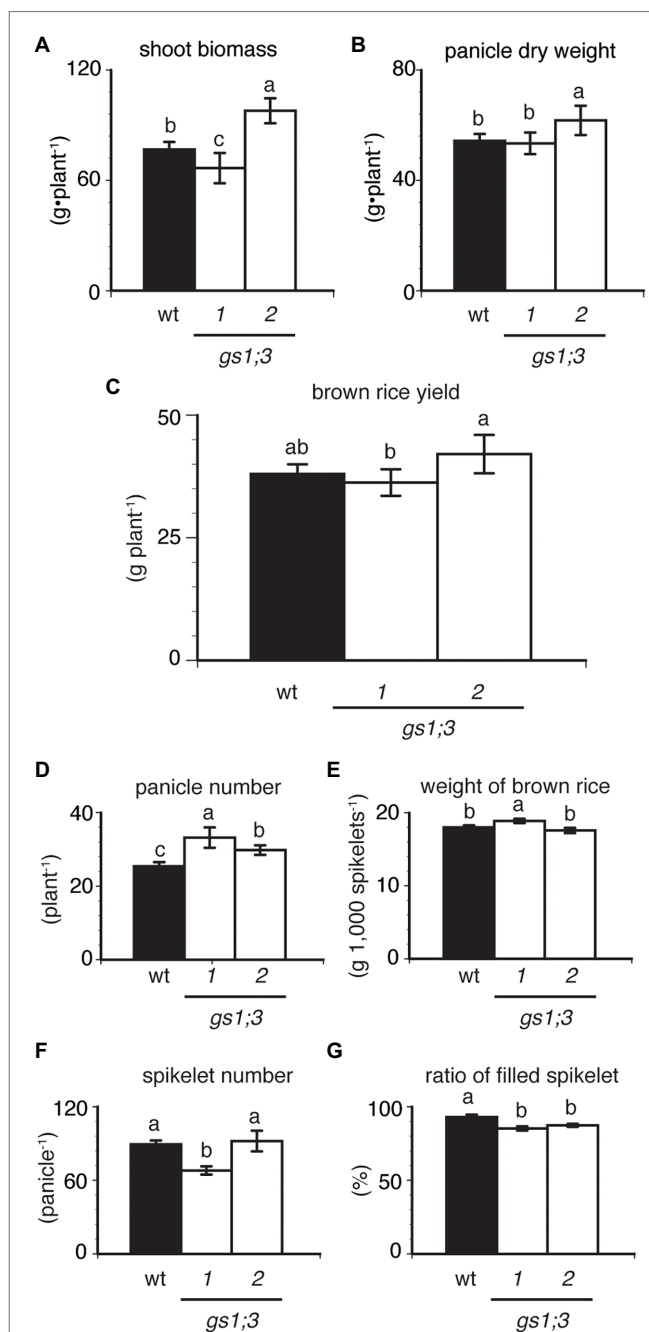 A
shoot biomass
120
60
0
(g•plant⁻¹)
b
c
a
wt
1
2
gs1;3
B
panicle dry weight
80
40
0
(g•plant⁻¹)
b
b
a
wt
1
2
gs1;3
C
brown rice yield
50
25
0
(g plant⁻¹)
ab
b
a
wt
1
2
gs1;3
D
panicle number
40
20
0
(plant⁻¹)
c
a
b
wt
1
2
gs1;3
E
weight of brown rice
20
10
0
(g 1,000 spikelets⁻¹)
b
a
b
wt
1
2
gs1;3
F
spikelet number
120
60
0
(panicle⁻¹)
a
b
a
wt
1
2
gs1;3
G
ratio of filled spikelet
100
50
0
(%)
a
b
b
wt
1
2
gs1;3